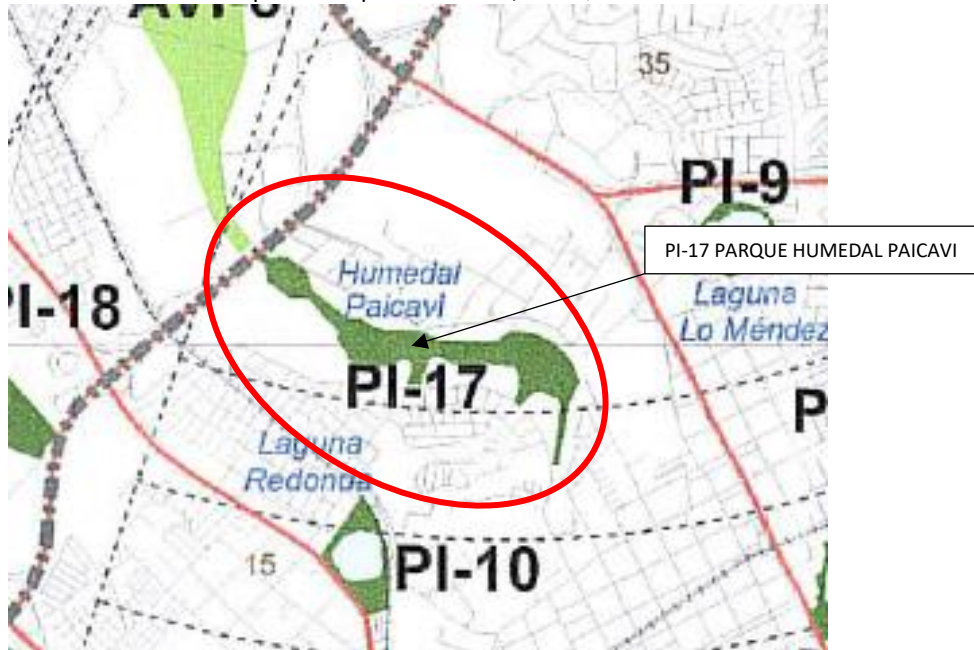 35
PI-9
PI-17 PARQUE HUMEDAL PAICAVI
Humedal
Paicavi
Laguna
Lo Méndez
I-18
PI-17
P
Laguna
Redonda
15
PI-10